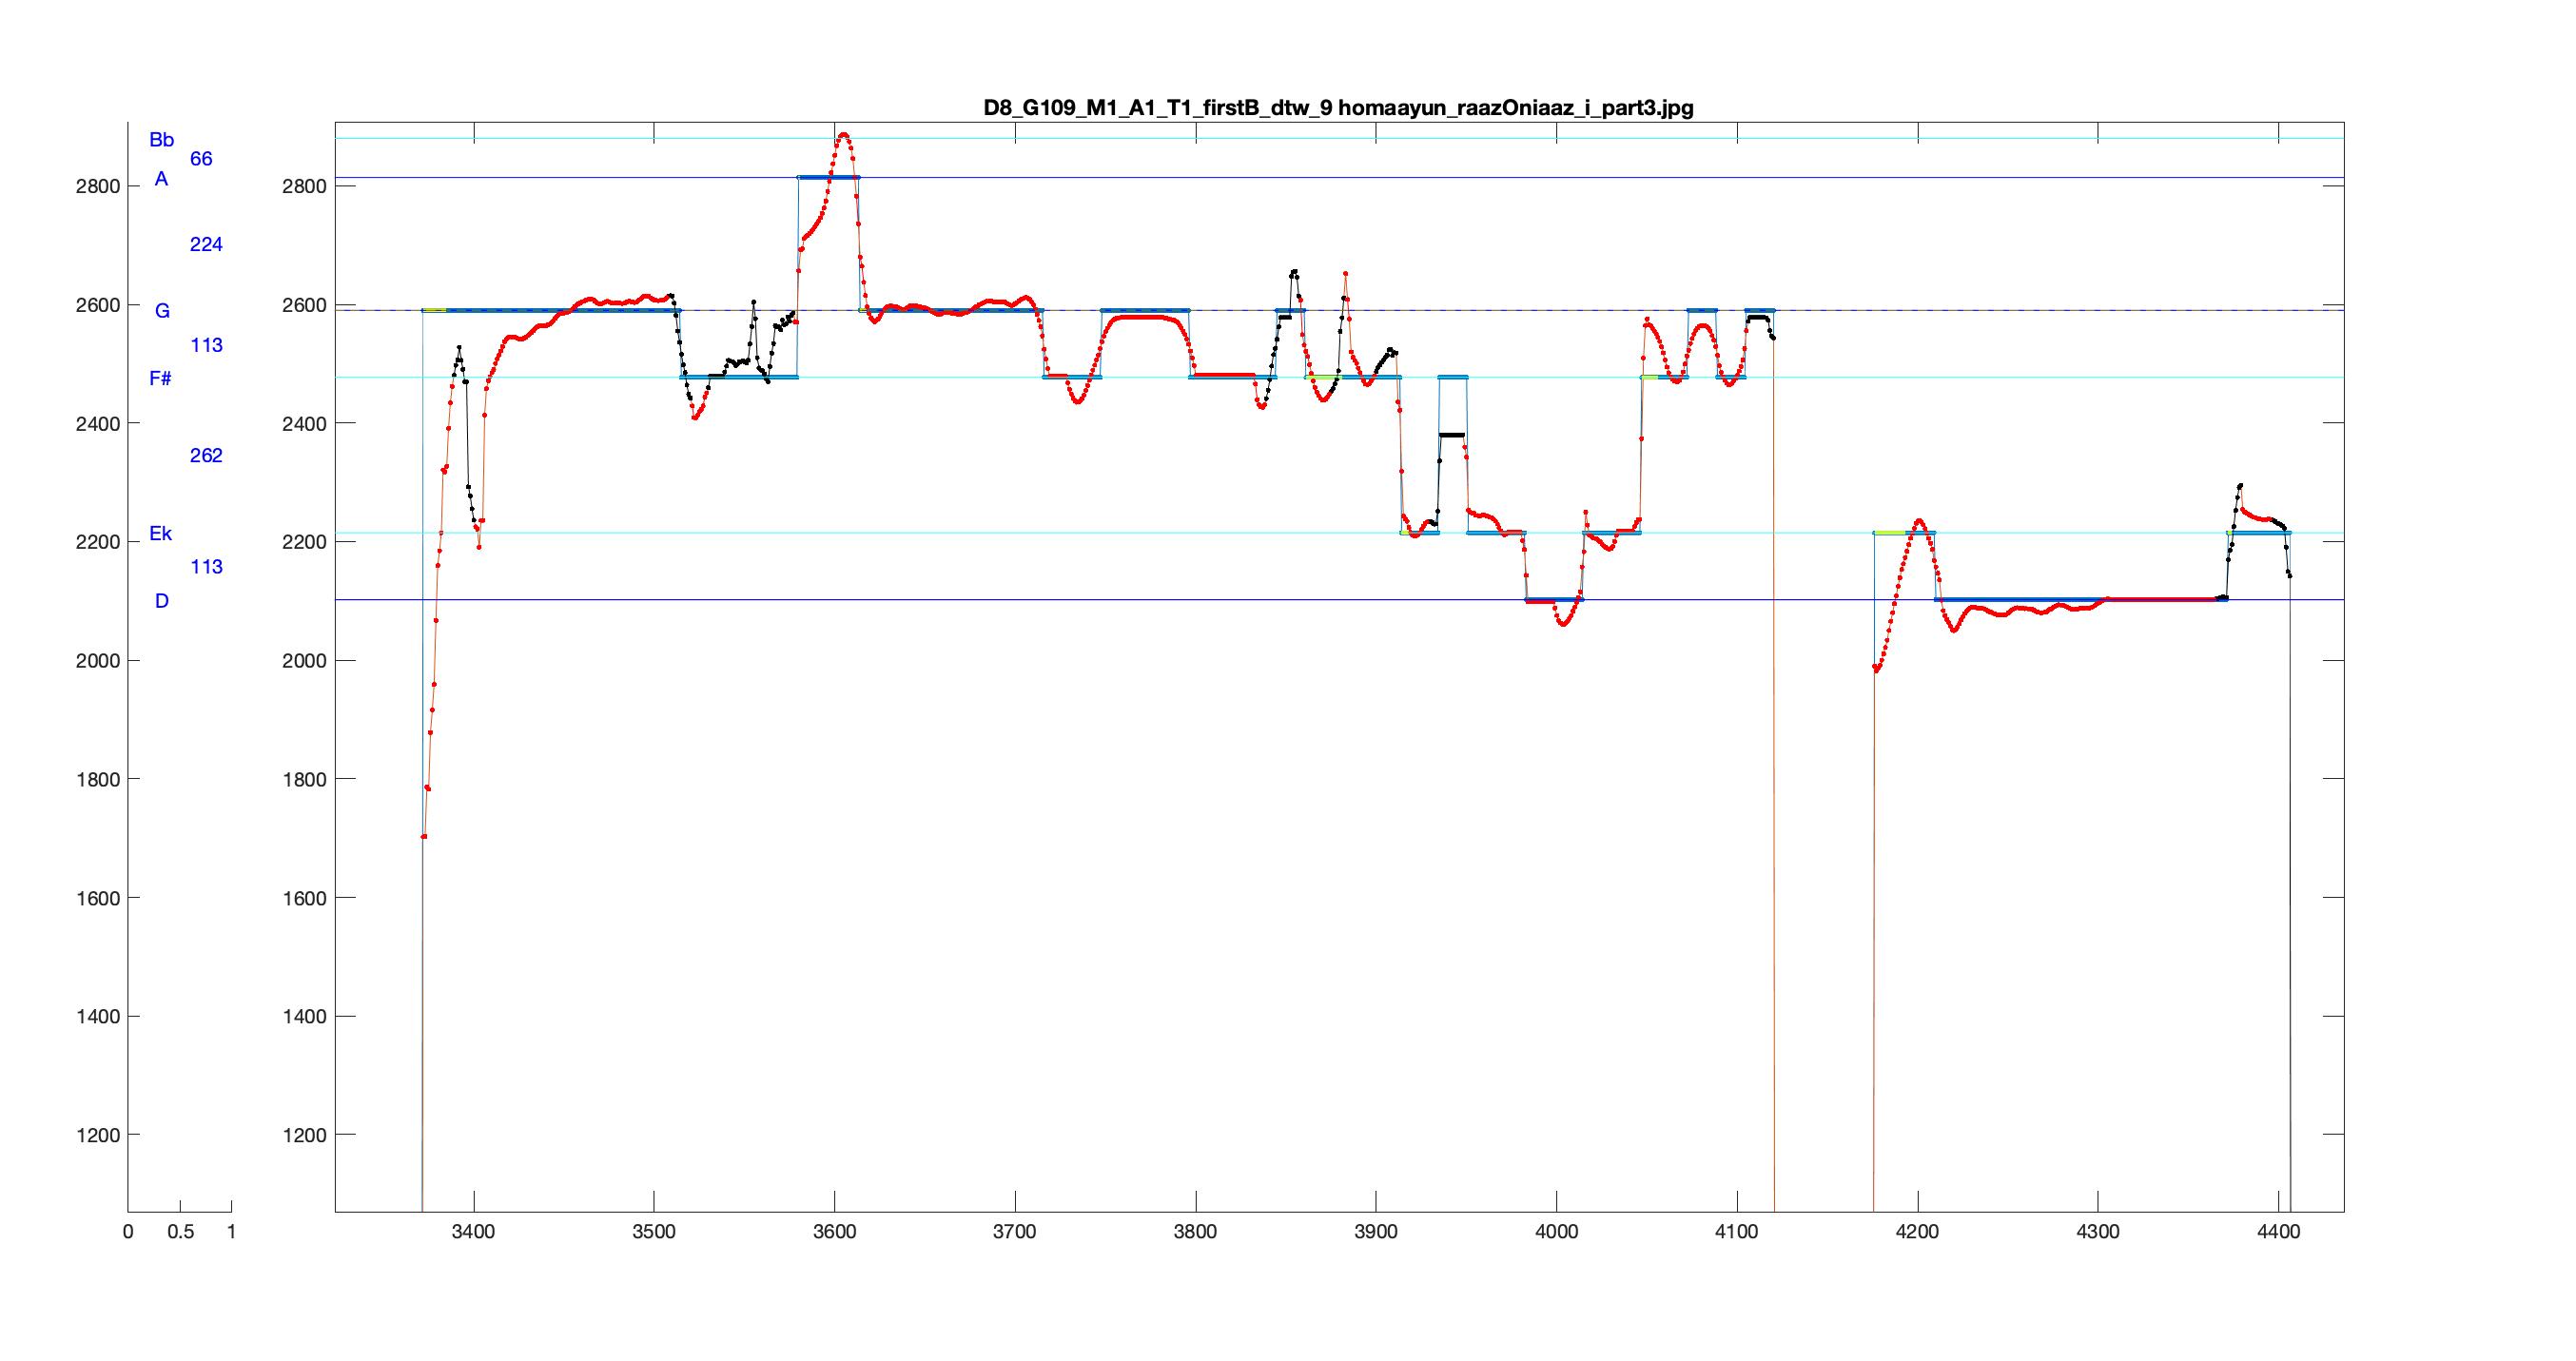 D8_G109_M1_A1_T1_firstB_dtw_9 homaayun_raazOniaaz_i_part3.jpg
Bb
66
2800 A 2800
224
2600 G 2600
113
F#
2400 2400
262
Ek
2200 2200
113
D
2000 2000
1800 1800
1600 1600
1400 1400
1200 1200
0 0.5 1 3400 3500 3600 3700 3800 3900 4000 4100 4200 4300 4400